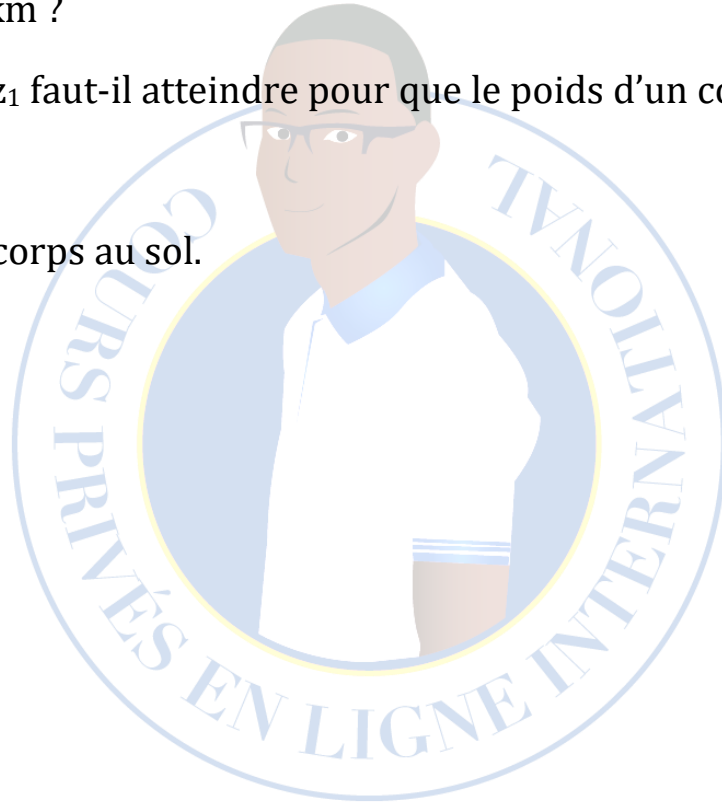 km ?
z₁ faut-il atteindre pour que le poids d'un co
corps au sol.
COURS PRIVÉS EN LIGNE INTERNATIONAL